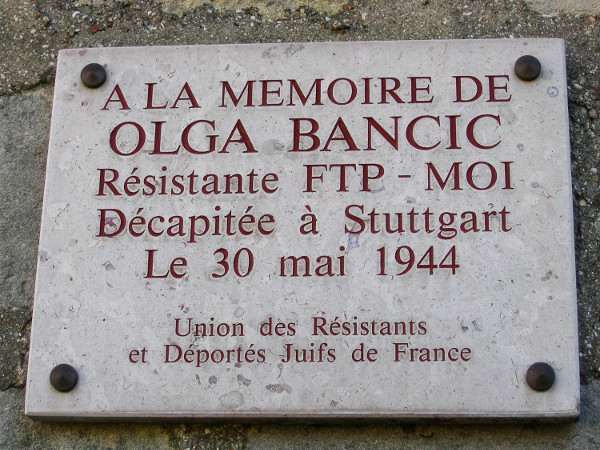 A LA MEMOIRE DE
OLGA BANCIC
Résistante FTP - MOI
Décapitée à Stuttgart
Le 30 mai 1944
Union des Résistants
et Déportés Juifs de France